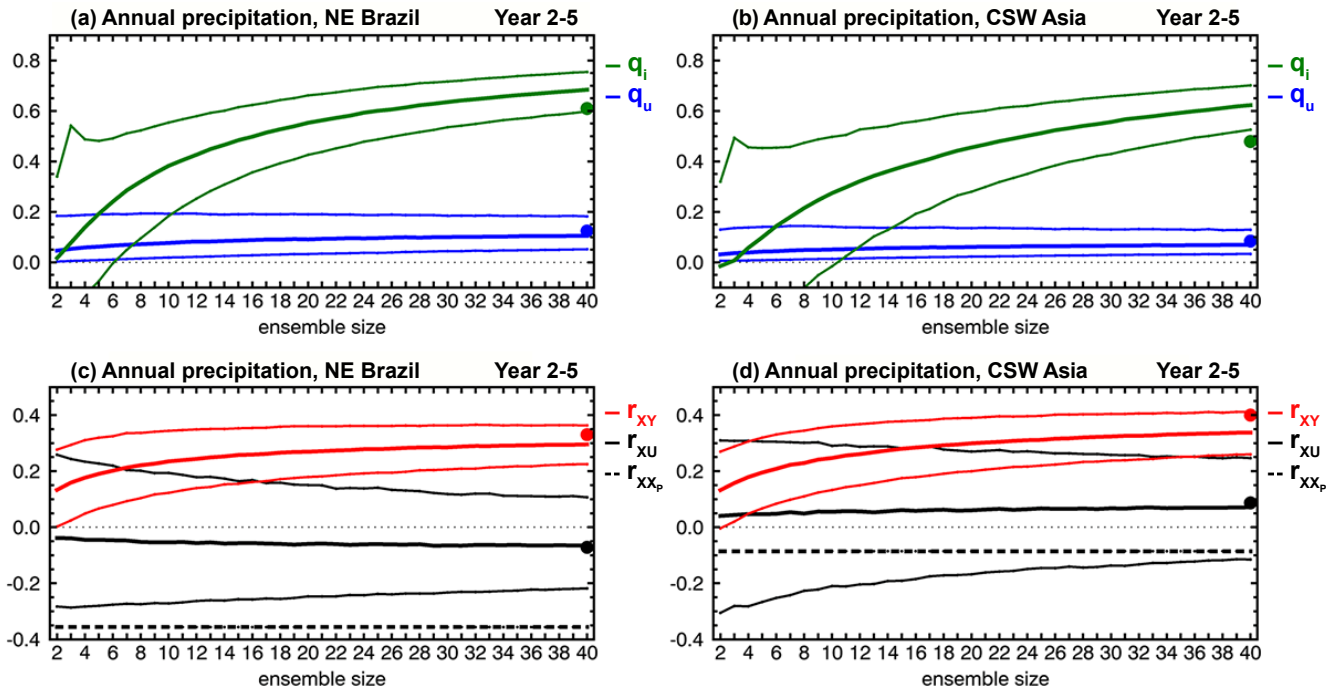 (a) Annual precipitation, NE Brazil Year 2-5
0.8
0.6
0.4
0.2
0.0
2 4 6 8 10 12 14 16 18 20 22 24 26 28 30 32 34 36 38 40
ensemble size
q_i
q_u
(b) Annual precipitation, CSW Asia Year 2-5
0.8
0.6
0.4
0.2
0.0
2 4 6 8 10 12 14 16 18 20 22 24 26 28 30 32 34 36 38 40
ensemble size
q_i
q_u
(c) Annual precipitation, NE Brazil Year 2-5
0.4
0.2
0.0
-0.2
-0.4
2 4 6 8 10 12 14 16 18 20 22 24 26 28 30 32 34 36 38 40
ensemble size
r_XY
r_XU
r_XX_P
(d) Annual precipitation, CSW Asia Year 2-5
0.4
0.2
0.0
-0.2
-0.4
2 4 6 8 10 12 14 16 18 20 22 24 26 28 30 32 34 36 38 40
ensemble size
r_XY
r_XU
r_XX_P